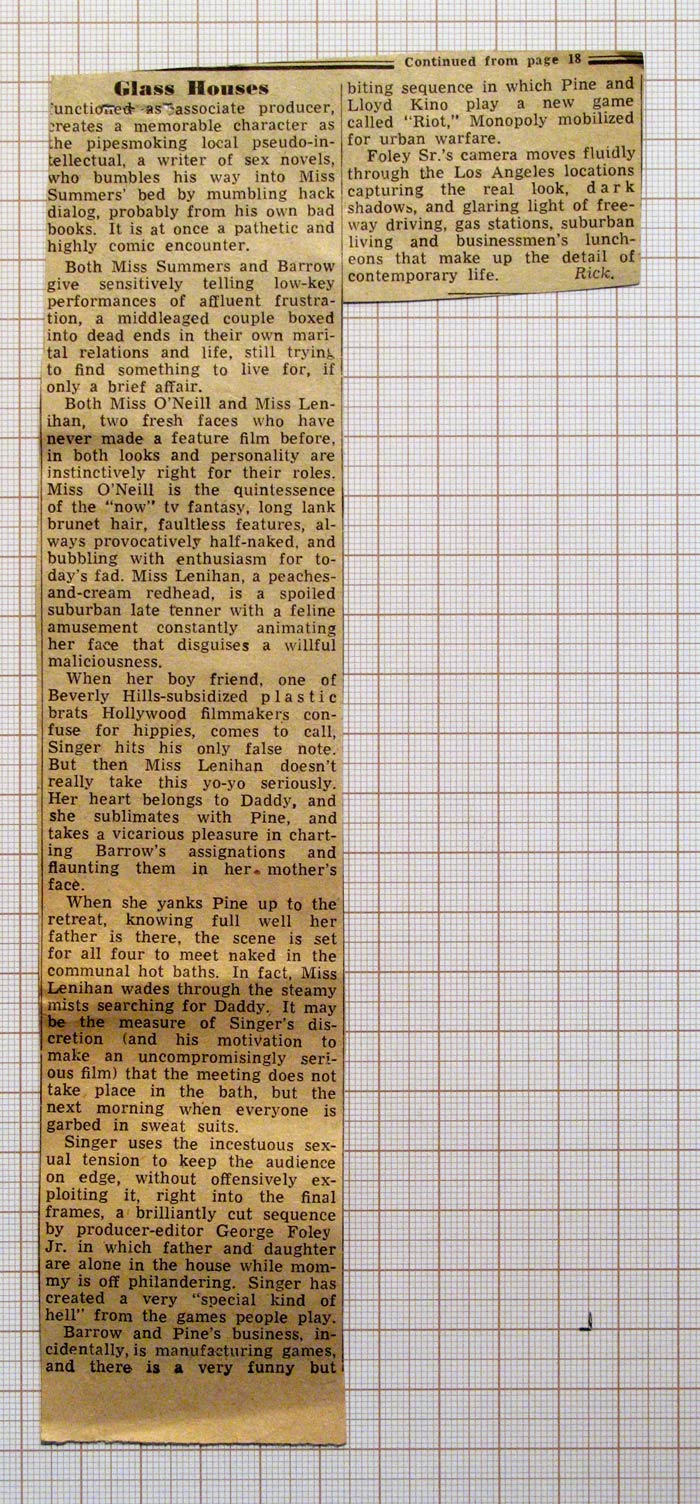 Continued from page 18
Glass Houses
functioned as associate producer,
creates a memorable character as
the pipesmoking local pseudo-in-
tellectual, a writer of sex novels,
who bumbles his way into Miss
Summers' bed by mumbling hack
dialog, probably from his own bad
books. It is at once a pathetic and
highly comic encounter.
Both Miss Summers and Barrow
give sensitively telling low-key
performances of affluent frustra-
tion, a middleaged couple boxed
into dead ends in their own mari-
tal relations and life, still trying
to find something to live for, if
only a brief affair.
Both Miss O'Neill and Miss Len-
ihan, two fresh faces who have
never made a feature film before,
in both looks and personality are
instinctively right for their roles.
Miss O'Neill is the quintessence
of the "now" tv fantasy, long lank
brunet hair, faultless features, al-
ways provocatively half-naked, and
bubbling with enthusiasm for to-
day's fad. Miss Lenihan, a peaches-
and-cream redhead, is a spoiled
suburban late tenner with a feline
amusement constantly animating
her face that disguises a willful
maliciousness.
When her boy friend, one of
Beverly Hills-subsidized plastic
brats Hollywood filmmakers con-
fuse for hippies, comes to call,
Singer hits his only false note.
But then Miss Lenihan doesn't
really take this yo-yo seriously.
Her heart belongs to Daddy, and
she sublimates with Pine, and
takes a vicarious pleasure in chart-
ing Barrow's assignations and
flaunting them in her mother's
face.
When she yanks Pine up to the
retreat, knowing full well her
father is there, the scene is set
for all four to meet naked in the
communal hot baths. In fact, Miss
Lenihan wades through the steamy
mists searching for Daddy. It may
be the measure of Singer's dis-
cretion (and his motivation to
make an uncompromisingly seri-
ous film) that the meeting does not
take place in the bath, but the
next morning when everyone is
garbed in sweat suits.
Singer uses the incestuous sex-
ual tension to keep the audience
on edge, without offensively ex-
ploiting it, right into the final
frames, a brilliantly cut sequence
by producer-editor George Foley
Jr. in which father and daughter
are alone in the house while mom-
my is off philandering. Singer has
created a very "special kind of
hell" from the games people play.
Barrow and Pine's business, in-
cidentally, is manufacturing games,
and there is a very funny but
biting sequence in which Pine and
Lloyd Kino play a new game
called "Riot," Monopoly mobilized
for urban warfare.
Foley Sr.'s camera moves fluidly
through the Los Angeles locations
capturing the real look, dark
shadows, and glaring light of free-
way driving, gas stations, suburban
living and businessmen's lunch-
eons that make up the detail of
contemporary life. Rick.